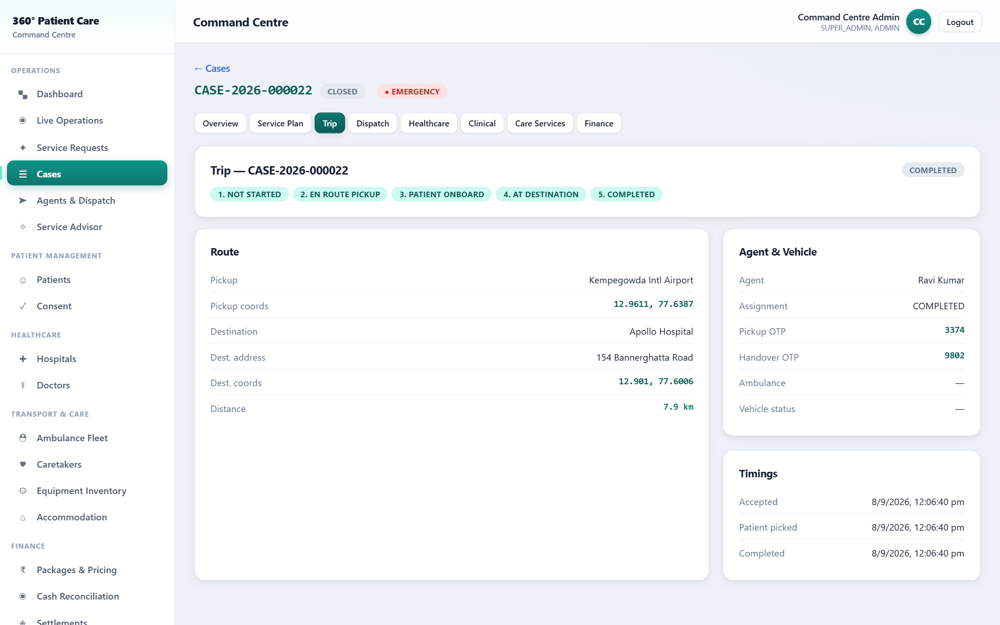 360° Patient Care
Command Centre
OPERATIONS
Dashboard
Live Operations
Service Requests
Cases
Agents & Dispatch
Service Advisor
PATIENT MANAGEMENT
Patients
Consent
HEALTHCARE
Hospitals
Doctors
TRANSPORT & CARE
Ambulance Fleet
Caretakers
Equipment Inventory
Accommodation
FINANCE
₹ Packages & Pricing
Cash Reconciliation
Settlements
Command Centre
Command Centre Admin
SUPER_ADMIN, ADMIN
CC
Logout
← Cases
CASE-2026-000022 CLOSED ● EMERGENCY
Overview Service Plan Trip Dispatch Healthcare Clinical Care Services Finance
Trip — CASE-2026-000022 COMPLETED
1. NOT STARTED 2. EN ROUTE PICKUP 3. PATIENT ONBOARD 4. AT DESTINATION 5. COMPLETED
Route
Pickup Kempegowda Intl Airport
Pickup coords 12.9611, 77.6387
Destination Apollo Hospital
Dest. address 154 Bannerghatta Road
Dest. coords 12.901, 77.6006
Distance 7.9 km
Agent & Vehicle
Agent Ravi Kumar
Assignment COMPLETED
Pickup OTP 3374
Handover OTP 9802
Ambulance —
Vehicle status —
Timings
Accepted 8/9/2026, 12:06:40 pm
Patient picked 8/9/2026, 12:06:40 pm
Completed 8/9/2026, 12:06:40 pm